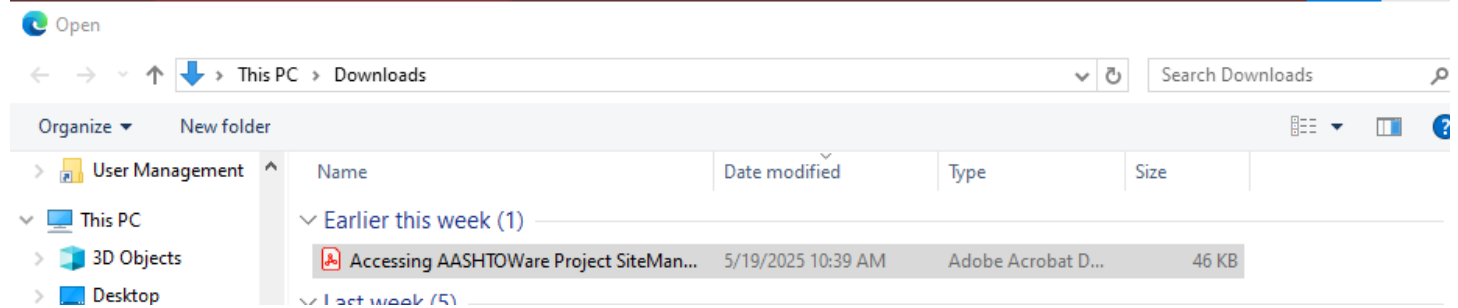 Open
This PC > Downloads
Search Downloads
Organize
New folder
?
User Management
Name
Date modified
Type
Size
This PC
Earlier this week (1)
3D Objects
Accessing AASHTOWare Project SiteMan...
5/19/2025 10:39 AM
Adobe Acrobat D...
46 KB
Desktop
Last week (5)